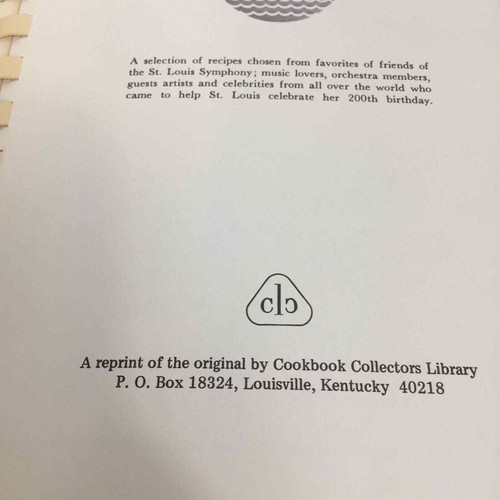 A selection of recipes chosen from favorites of friends of
the St. Louis Symphony; music lovers, orchestra members,
guests artists and celebrities from all over the world who
came to help St. Louis celebrate her 200th birthday.
clc
A reprint of the original by Cookbook Collectors Library
P. O. Box 18324, Louisville, Kentucky 40218